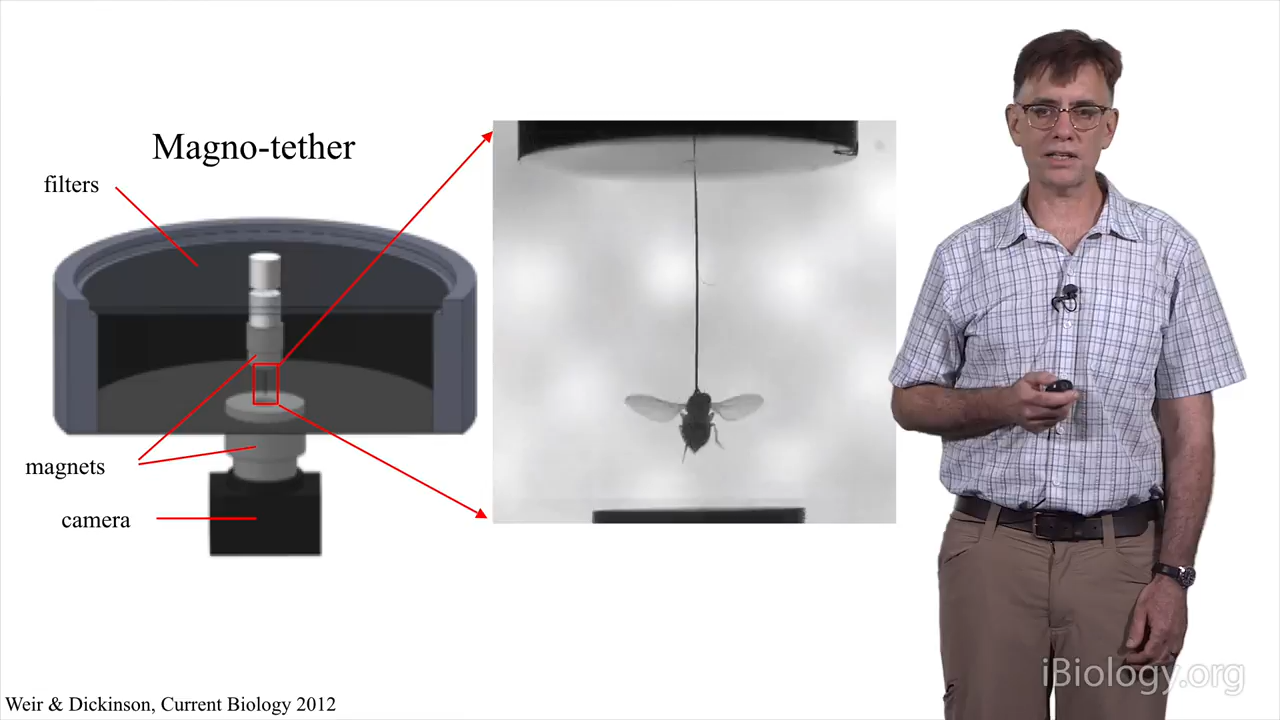 Magno-tether
filters
magnets
camera
Weir & Dickinson, Current Biology 2012
iBiology.org